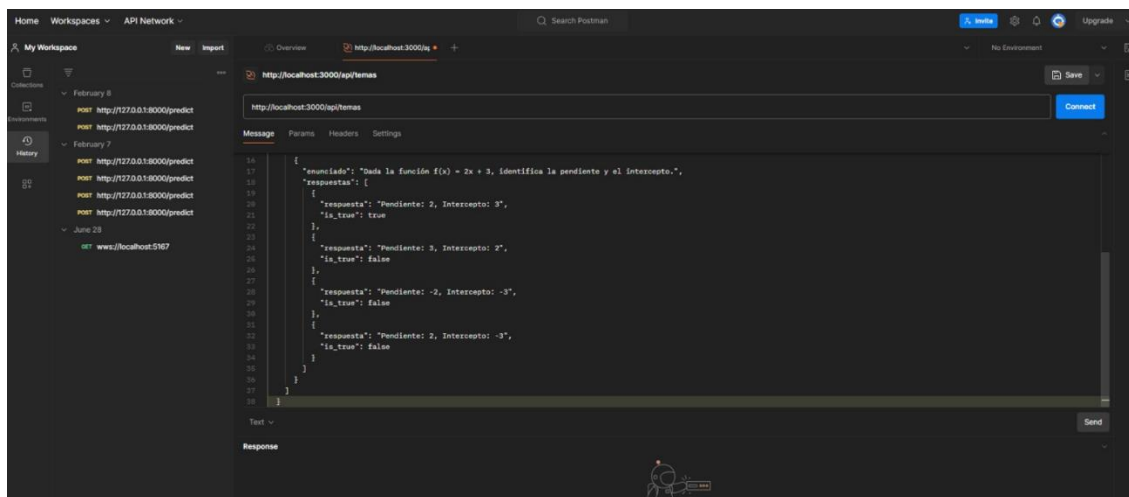 Home Workspaces API Network Search Postman Invite Upgrade
My Workspace New Import Overview http://localhost:3000/ap No Environment
http://localhost:3000/api/temas Save
Collections
Environments
History
February 8
POST http://127.0.0.1:8000/predict
POST http://127.0.0.1:8000/predict
February 7
POST http://127.0.0.1:8000/predict
POST http://127.0.0.1:8000/predict
POST http://127.0.0.1:8000/predict
POST http://127.0.0.1:8000/predict
June 28
GET wws://localhost:5167
http://localhost:3000/api/temas Connect
Message Params Headers Settings
16 {
17 "enunciado": "Dada la función f(x) = 2x + 3, identifica la pendiente y el intercepto.",
18 "respuestas": [
19 {
20 "respuesta": "Pendiente: 2, Intercepto: 3",
21 "is_true": true
22 },
23 {
24 "respuesta": "Pendiente: 3, Intercepto: 2",
25 "is_true": false
26 },
27 {
28 "respuesta": "Pendiente: -2, Intercepto: -3",
29 "is_true": false
30 },
31 {
32 "respuesta": "Pendiente: 2, Intercepto: -3",
33 "is_true": false
34 }
35 ]
36 }
37 ]
38 }
Text Send
Response